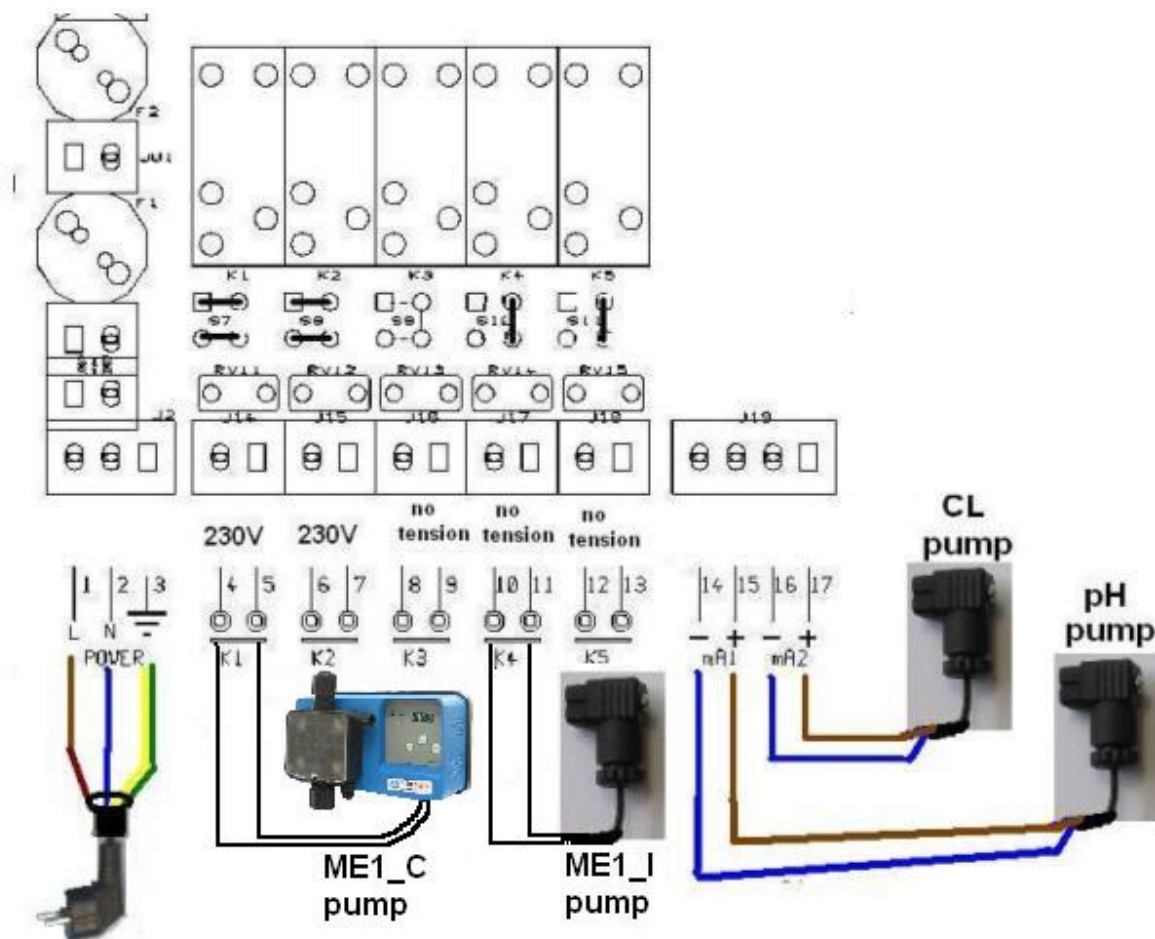 F2
JU1
F1
K1 K2 K3 K4 K5
S7 S8 S9 S10
RV11 RV12 RV13 RV14 RV15
J2 J14 J15 J16 J17 J18 J19
230V 230V no tension no tension no tension
CL pump
pH pump
1 2 3 4 5 6 7 8 9 10 11 12 13 14 15 16 17
L N − + − +
POWER K1 K2 K3 K4 K5 mA1 mA2
ME1_C pump
ME1_I pump